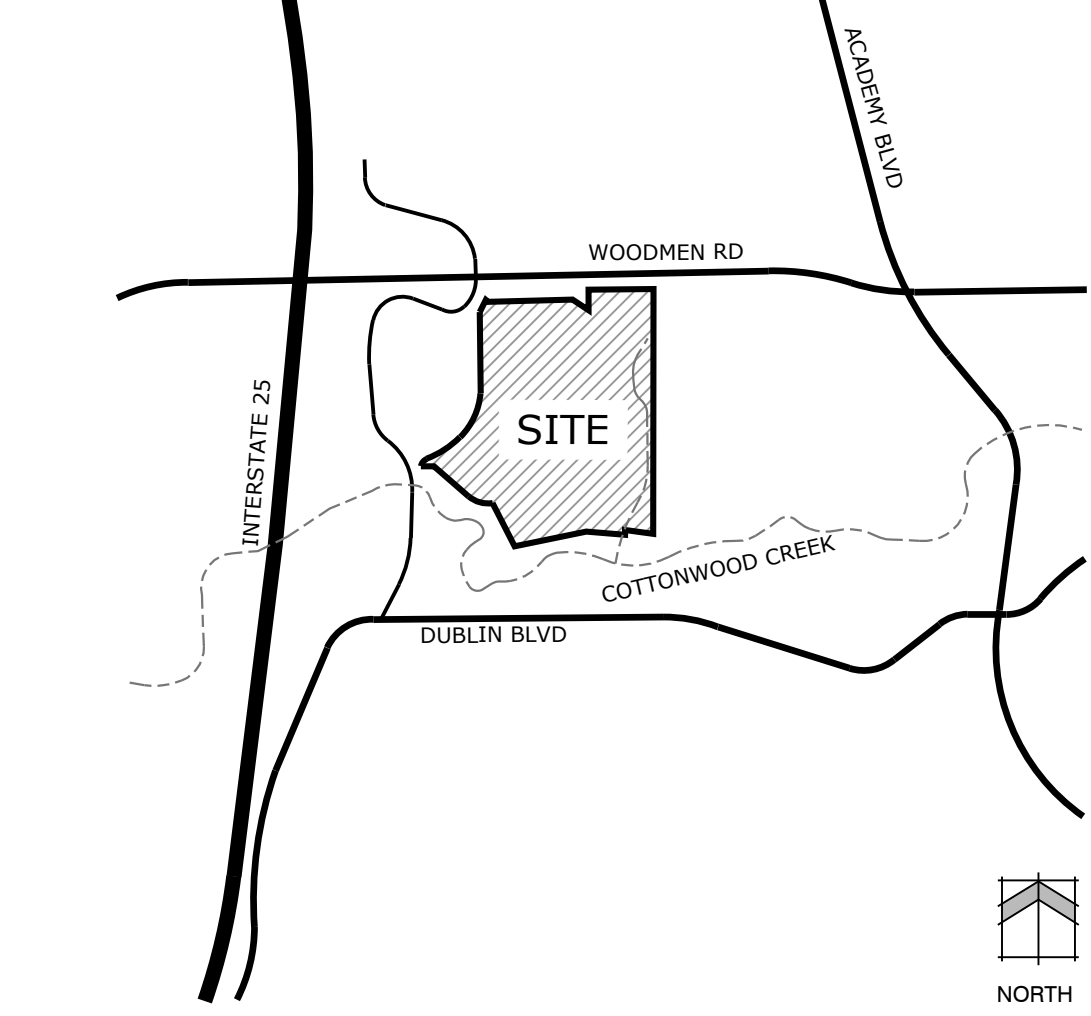 ACADEMY BLVD
WOODMEN RD
INTERSTATE 25
SITE
COTTONWOOD CREEK
DUBLIN BLVD
NORTH